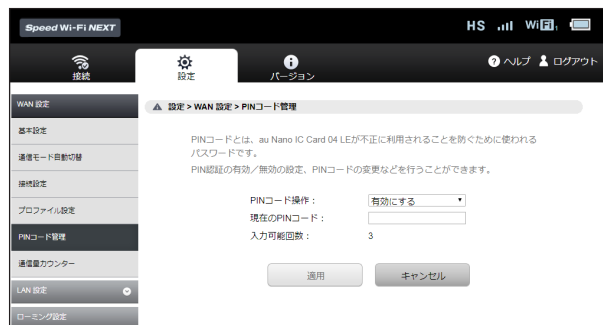 Speed Wi-Fi NEXT
HS WiFi
接続
設定
バージョン
ヘルプ ログアウト
WAN 設定
基本設定
通信モード自動切替
接続設定
プロファイル設定
PINコード管理
通信量カウンター
LAN 設定
ローミング設定
設定 > WAN 設定 > PINコード管理
PINコードとは、au Nano IC Card 04 LEが不正に利用されることを防ぐために使われる
パスワードです。
PIN認証の有効/無効の設定、PINコードの変更などを行うことができます。
PINコード操作： 有効にする
現在のPINコード：
入力可能回数： 3
適用 キャンセル